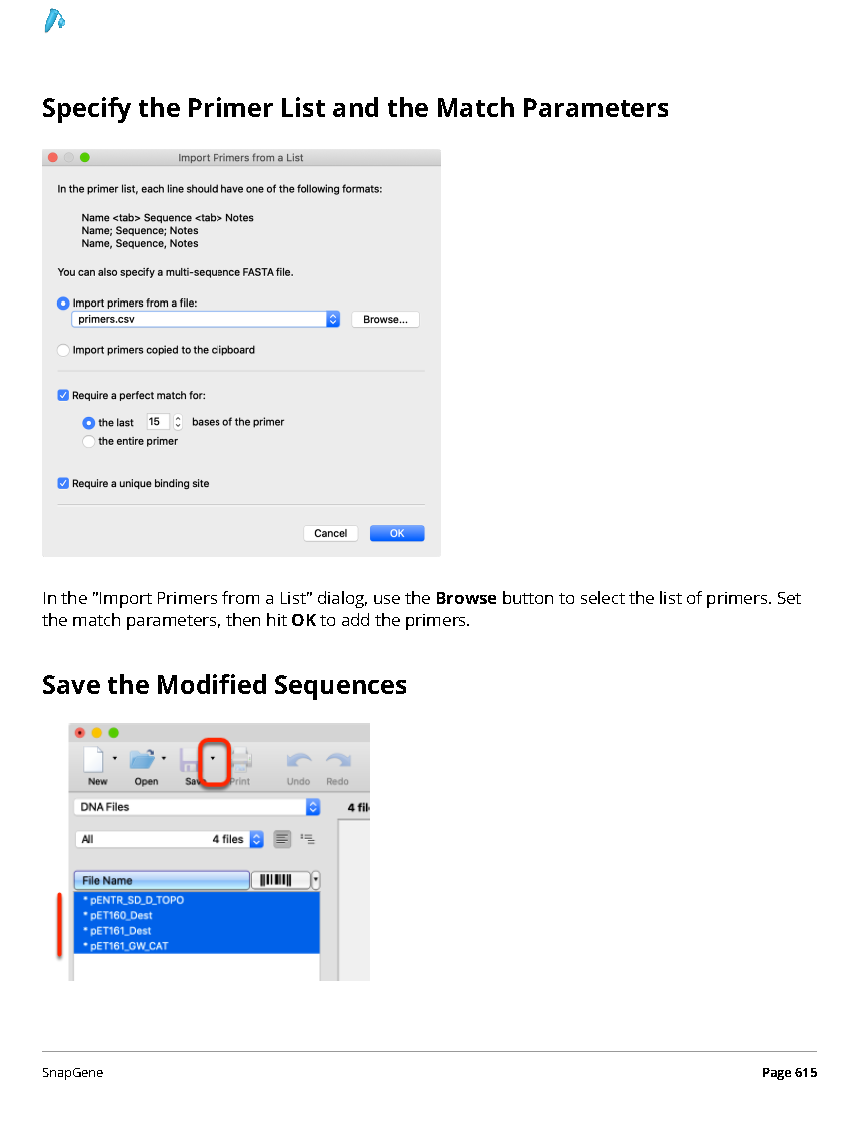 Specify the Primer List and the Match Parameters
Import Primers from a List
In the primer list, each line should have one of the following formats:
Name <tab> Sequence <tab> Notes
Name; Sequence; Notes
Name, Sequence, Notes
You can also specify a multi-sequence FASTA file.
Import primers from a file:
primers.csv
Browse...
Import primers copied to the clipboard
Require a perfect match for:
the last 15 bases of the primer
the entire primer
Require a unique binding site
Cancel OK
In the "Import Primers from a List" dialog, use the Browse button to select the list of primers. Set
the match parameters, then hit OK to add the primers.
Save the Modified Sequences
New Open Save Print Undo Redo
DNA Files
4 fil
All 4 files
File Name
* pENTR_SD_D_TOPO
* pET160_Dest
* pET161_Dest
* pET161_GW_CAT
SnapGene
Page 615